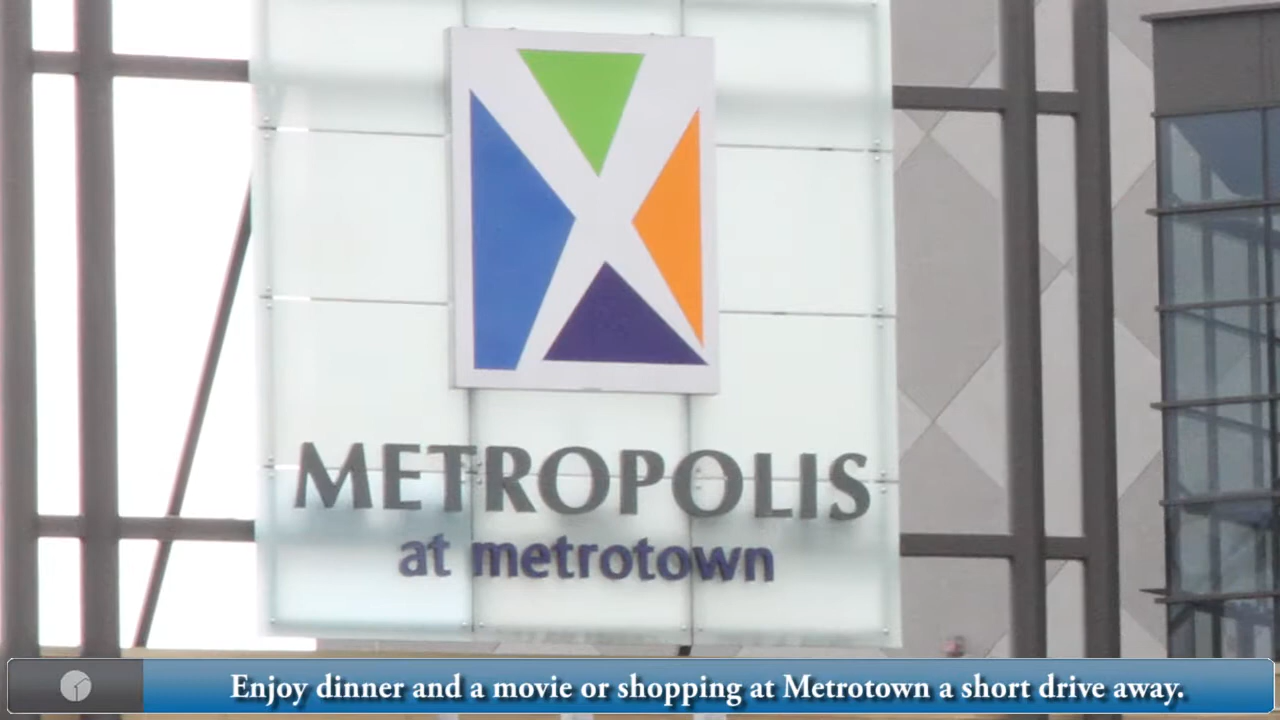 METROPOLIS
at metrotown
Enjoy dinner and a movie or shopping at Metrotown a short drive away.